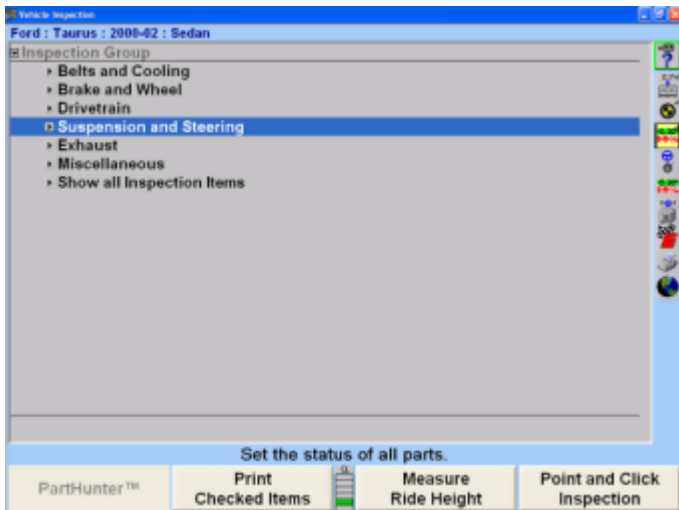 Vehicle Inspection
Ford : Taurus : 2000-02 : Sedan
Inspection Group
Belts and Cooling
Brake and Wheel
Drivetrain
Suspension and Steering
Exhaust
Miscellaneous
Show all Inspection Items
Set the status of all parts.
PartHunter™
Print
Checked Items
Measure
Ride Height
Point and Click
Inspection